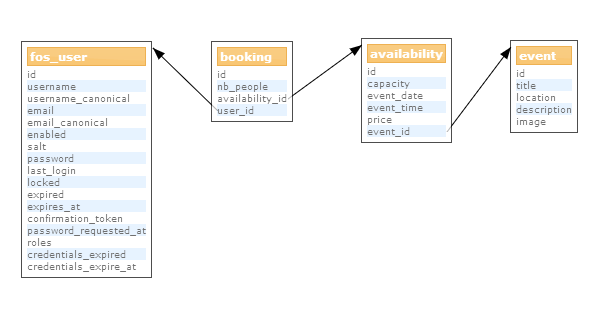 fos_user
id
username
username_canonical
email
email_canonical
enabled
salt
password
last_login
locked
expired
expires_at
confirmation_token
password_requested_at
roles
credentials_expired
credentials_expire_at
booking
id
nb_people
availability_id
user_id
availability
id
capacity
event_date
event_time
price
event_id
event
id
title
location
description
image